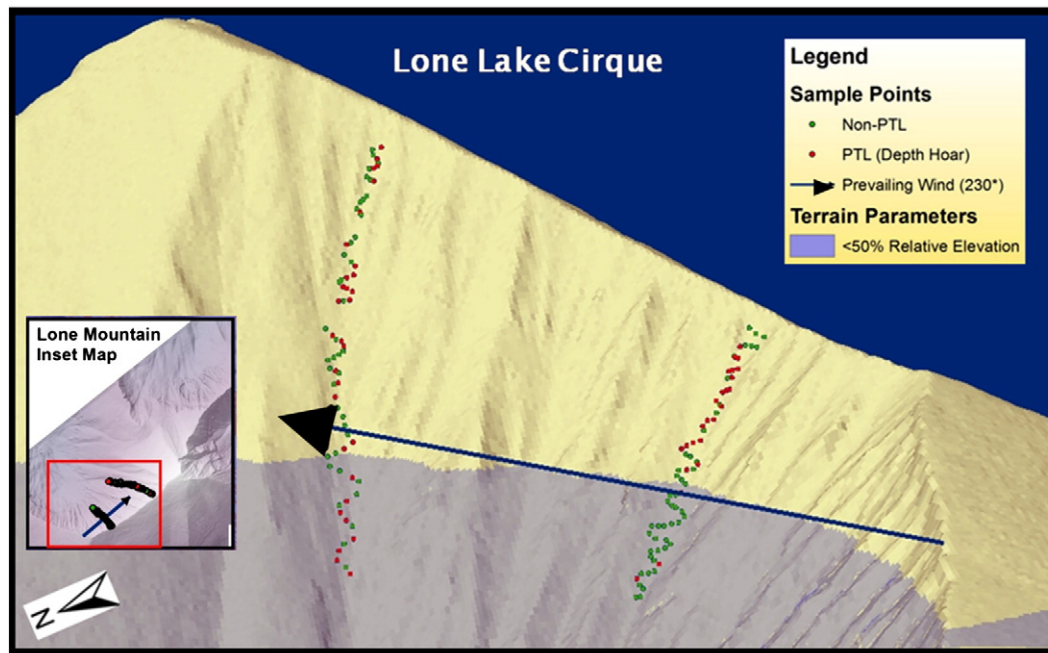 Lone Lake Cirque
Legend
Sample Points
Non-PTL
PTL (Depth Hoar)
Prevailing Wind (230*)
Terrain Parameters
<50% Relative Elevation
Lone Mountain
Inset Map
N